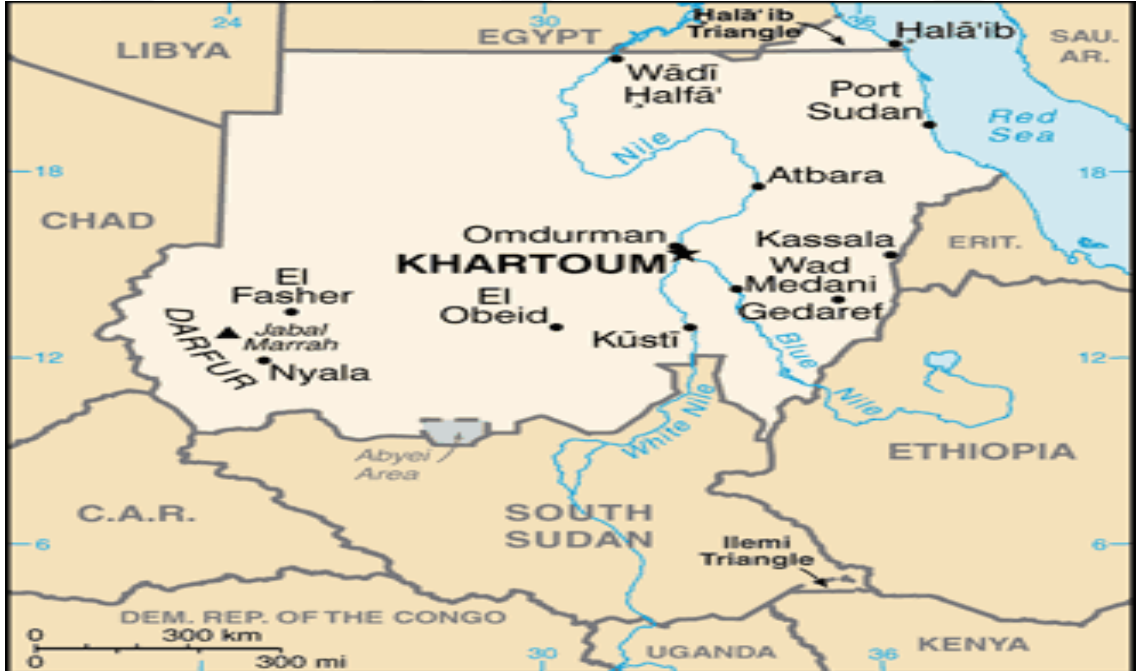 24
30
36
Halā'ib
Triangle
Halā'ib
LIBYA
EGYPT
SAU.
AR.
Wādī
Halfā'
Port
Sudan
Red
Sea
Nile
18
18
Atbara
CHAD
Omdurman
KHARTOUM
Kassala
ERIT.
Wad
Medani
El
Fasher
El
Obeid
Gedaref
DARFUR
Jabal
Marrah
Kūstī
Blue
Nile
12
12
Nyala
White Nile
Abyei
Area
ETHIOPIA
C.A.R.
SOUTH
SUDAN
6
6
Ilemi
Triangle
DEM. REP. OF THE CONGO
0 300 km
0 300 mi
24
30
36
UGANDA
KENYA